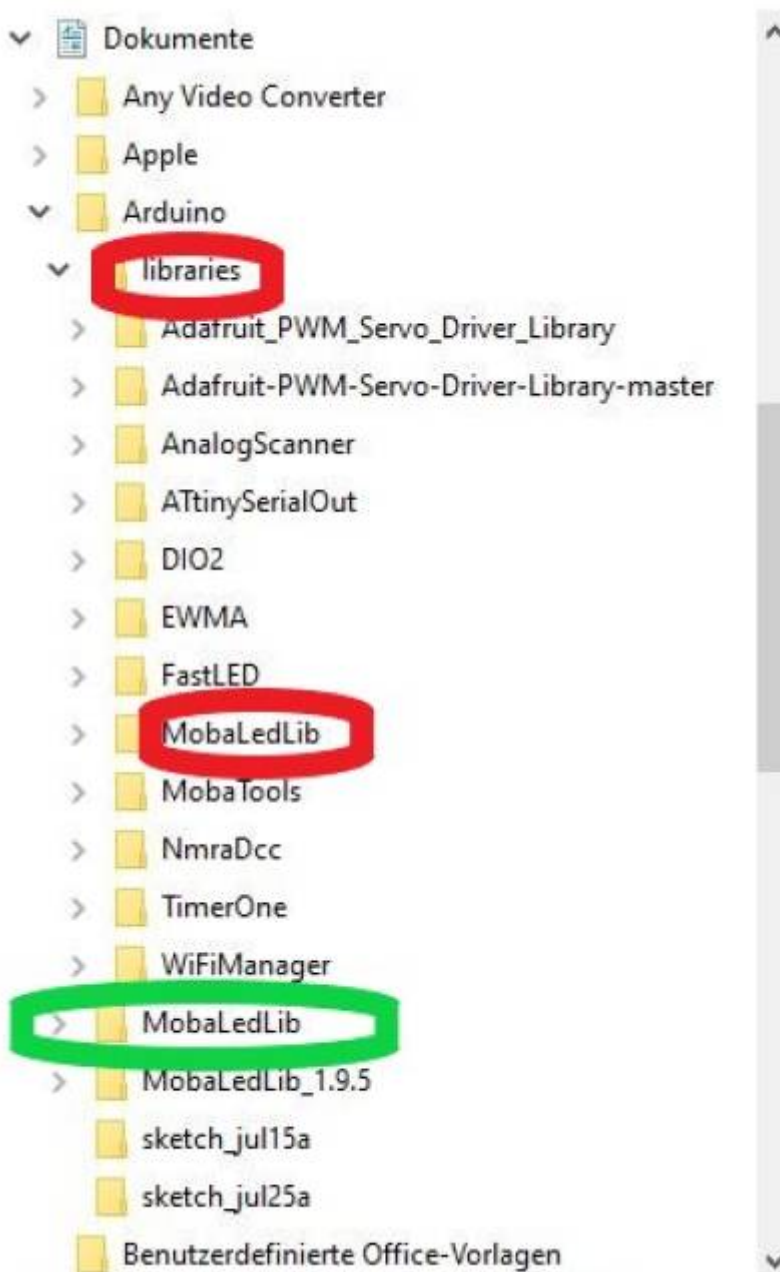 Dokumente
Any Video Converter
Apple
Arduino
libraries
Adafruit_PWM_Servo_Driver_Library
Adafruit-PWM-Servo-Driver-Library-master
AnalogScanner
ATtinySerialOut
DIO2
EWMA
FastLED
MobaLedLib
MobaTools
NmraDcc
TimerOne
WiFiManager
MobaLedLib
MobaLedLib_1.9.5
sketch_jul15a
sketch_jul25a
Benutzerdefinierte Office-Vorlagen